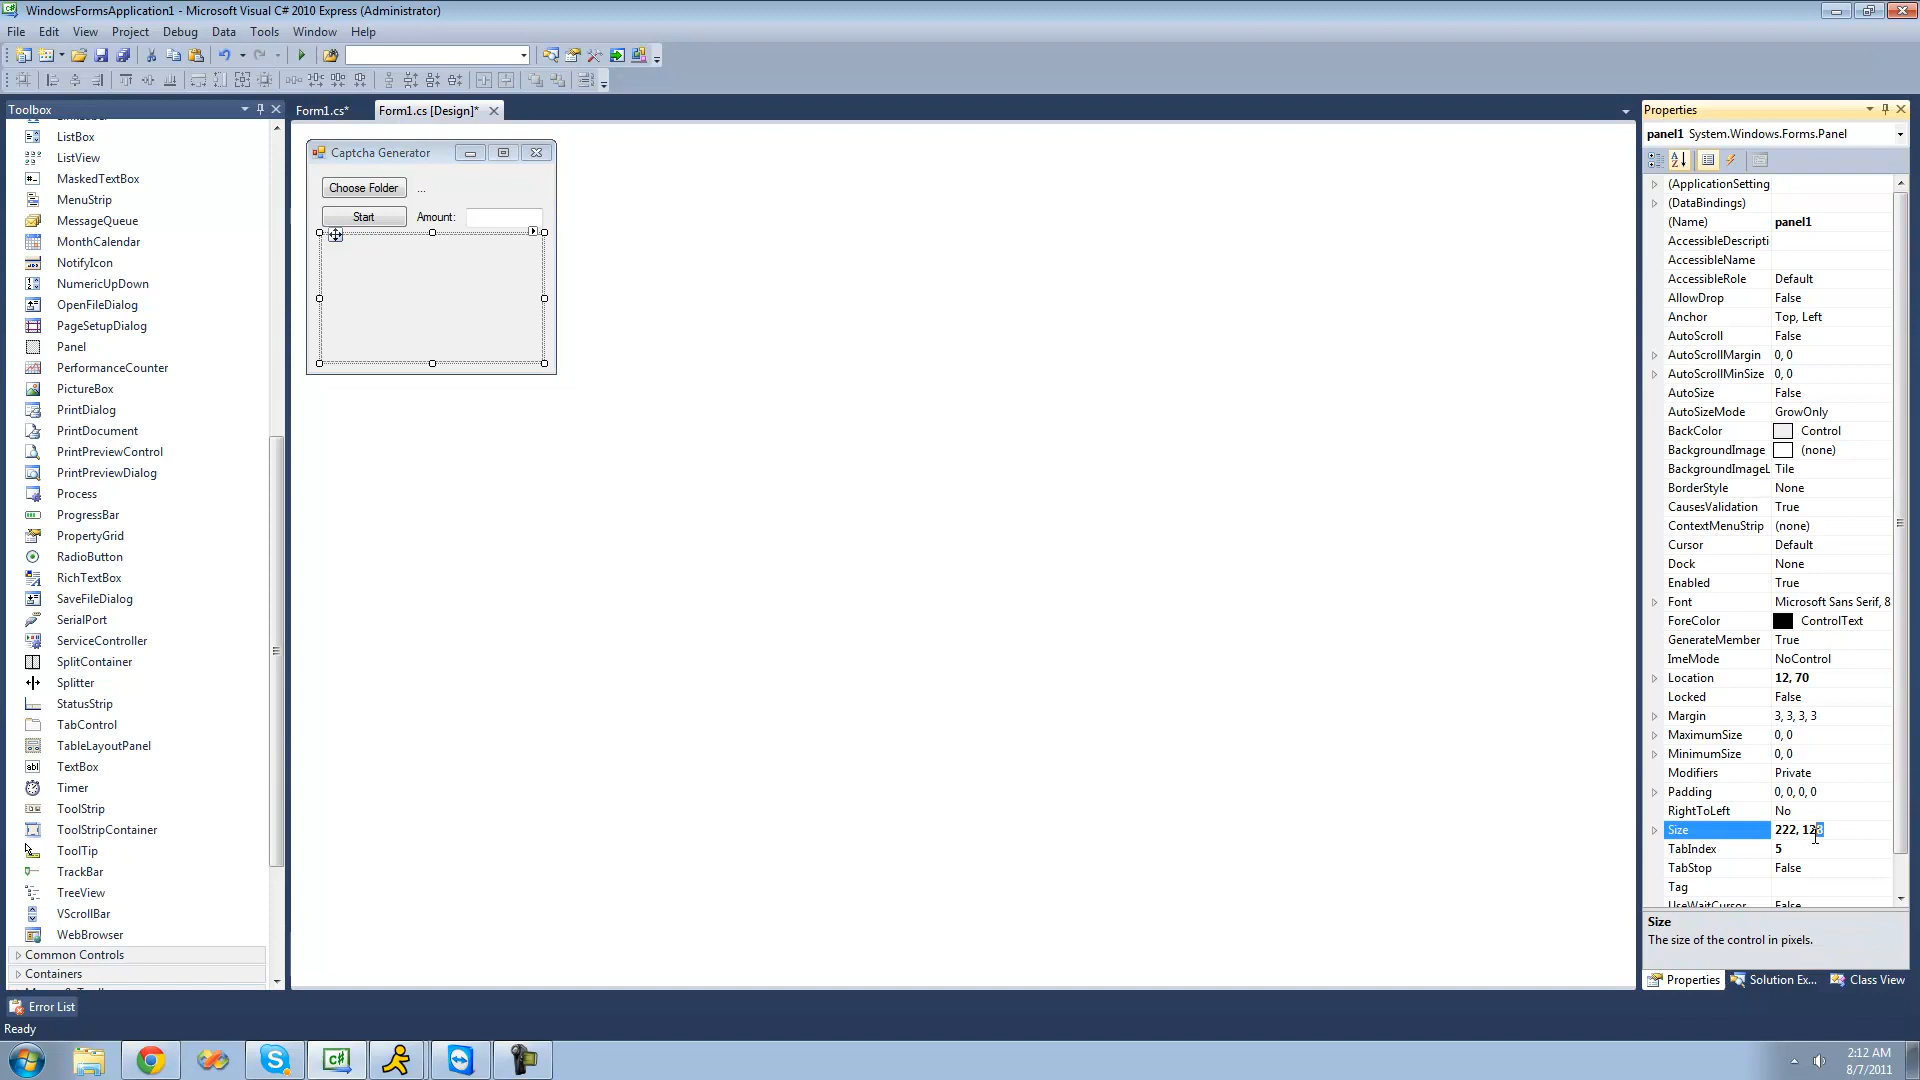 WindowsFormsApplication1 - Microsoft Visual C# 2010 Express (Administrator)
File Edit View Project Debug Data Tools Window Help
Toolbox
ListBox
ListView
MaskedTextBox
MenuStrip
MessageQueue
MonthCalendar
NotifyIcon
NumericUpDown
OpenFileDialog
PageSetupDialog
Panel
PerformanceCounter
PictureBox
PrintDialog
PrintDocument
PrintPreviewControl
PrintPreviewDialog
Process
ProgressBar
PropertyGrid
RadioButton
RichTextBox
SaveFileDialog
SerialPort
ServiceController
SplitContainer
Splitter
StatusStrip
TabControl
TableLayoutPanel
TextBox
Timer
ToolStrip
ToolStripContainer
ToolTip
TrackBar
TreeView
VScrollBar
WebBrowser
Common Controls
Containers
Error List
Ready
Form1.cs* Form1.cs [Design]*
Captcha Generator
Choose Folder ...
Start Amount:
Properties
panel1 System.Windows.Forms.Panel
(ApplicationSetting
(DataBindings)
(Name) panel1
AccessibleDescripti
AccessibleName
AccessibleRole Default
AllowDrop False
Anchor Top, Left
AutoScroll False
AutoScrollMargin 0, 0
AutoScrollMinSize 0, 0
AutoSize False
AutoSizeMode GrowOnly
BackColor Control
BackgroundImage (none)
BackgroundImageL Tile
BorderStyle None
CausesValidation True
ContextMenuStrip (none)
Cursor Default
Dock None
Enabled True
Font Microsoft Sans Serif, 8
ForeColor ControlText
GenerateMember True
ImeMode NoControl
Location 12, 70
Locked False
Margin 3, 3, 3, 3
MaximumSize 0, 0
MinimumSize 0, 0
Modifiers Private
Padding 0, 0, 0, 0
RightToLeft No
Size 222, 123
TabIndex 5
TabStop False
Tag
UseWaitCursor False
Size
The size of the control in pixels.
Properties Solution Ex... Class View
2:12 AM
8/7/2011